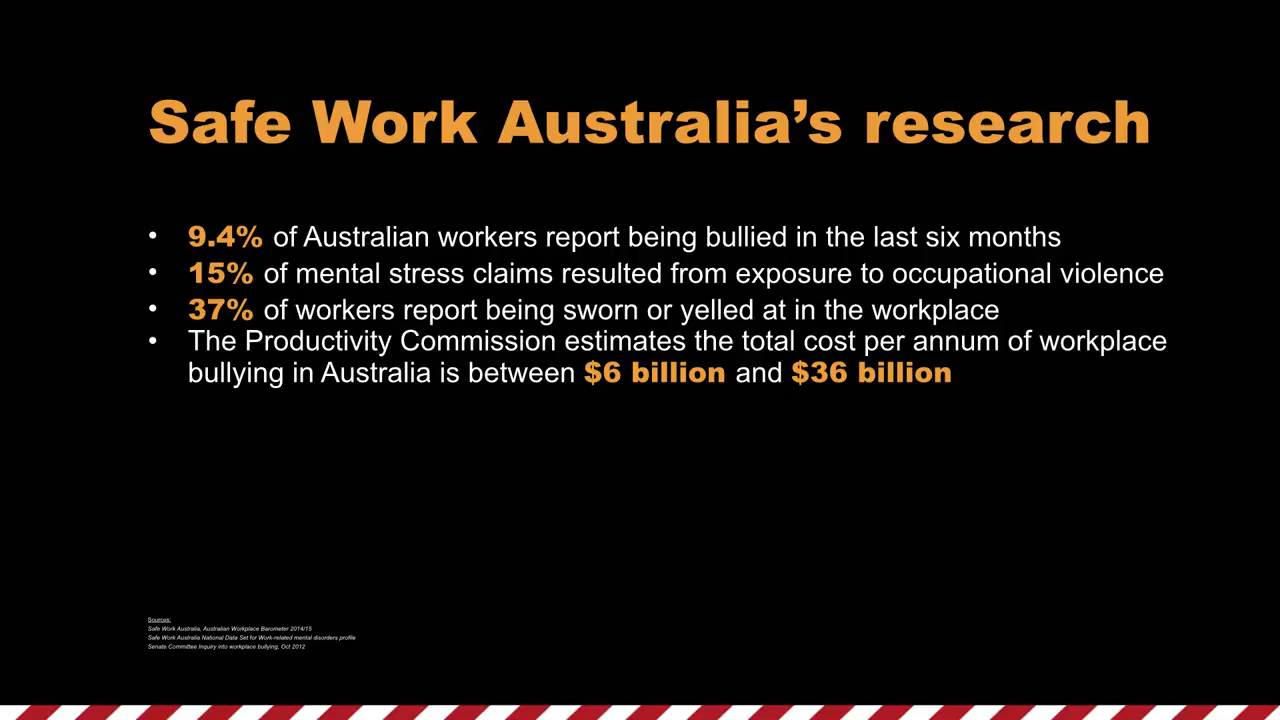 Safe Work Australia’s research
• 9.4% of Australian workers report being bullied in the last six months
• 15% of mental stress claims resulted from exposure to occupational violence
• 37% of workers report being sworn or yelled at in the workplace
• The Productivity Commission estimates the total cost per annum of workplace
bullying in Australia is between $6 billion and $36 billion
Sources:
Safe Work Australia, Australian Workplace Barometer 2014/15
Safe Work Australia National Data Set for Work-related mental disorders profile
Senate Committee Inquiry into workplace bullying, Oct 2012